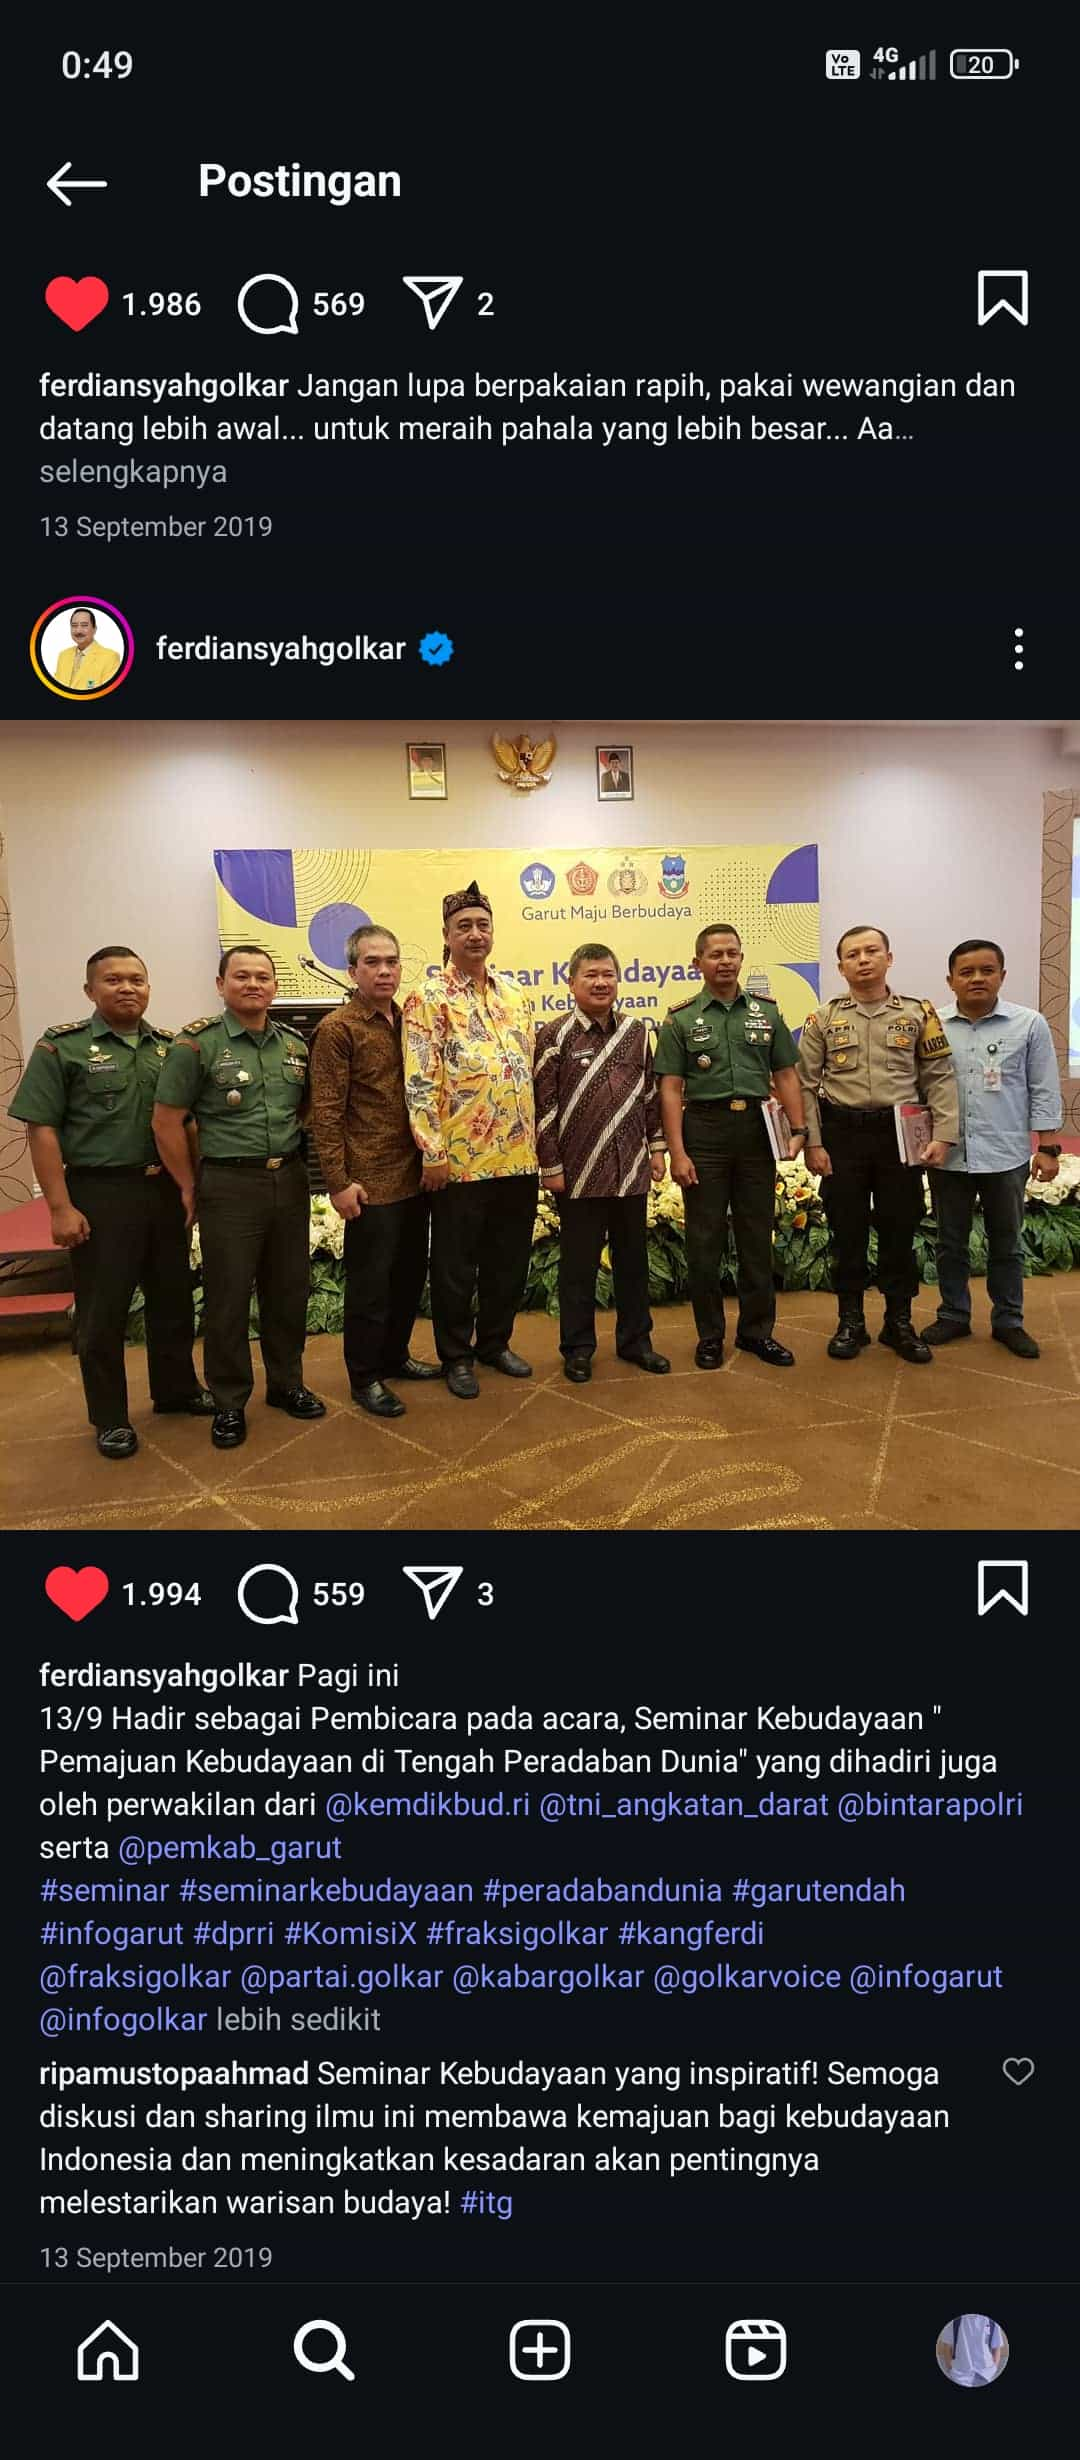 0:49
Vo LTE 4G 20
Postingan
1.986 569 2
ferdiansyahgolkar Jangan lupa berpakaian rapih, pakai wewangian dan
datang lebih awal... untuk meraih pahala yang lebih besar... Aa...
selengkapnya
13 September 2019
ferdiansyahgolkar
Garut Maju Berbudaya
APRI POLRI
1.994 559 3
ferdiansyahgolkar Pagi ini
13/9 Hadir sebagai Pembicara pada acara, Seminar Kebudayaan "
Pemajuan Kebudayaan di Tengah Peradaban Dunia" yang dihadiri juga
oleh perwakilan dari @kemdikbud.ri @tni_angkatan_darat @bintarapolri
serta @pemkab_garut
#seminar #seminarkebudayaan #peradabandunia #garutendah
#infogarut #dprri #KomisiX #fraksigolkar #kangferdi
@fraksigolkar @partai.golkar @kabargolkar @golkarvoice @infogarut
@infogolkar lebih sedikit
ripamustopaahmad Seminar Kebudayaan yang inspiratif! Semoga
diskusi dan sharing ilmu ini membawa kemajuan bagi kebudayaan
Indonesia dan meningkatkan kesadaran akan pentingnya
melestarikan warisan budaya! #itg
13 September 2019